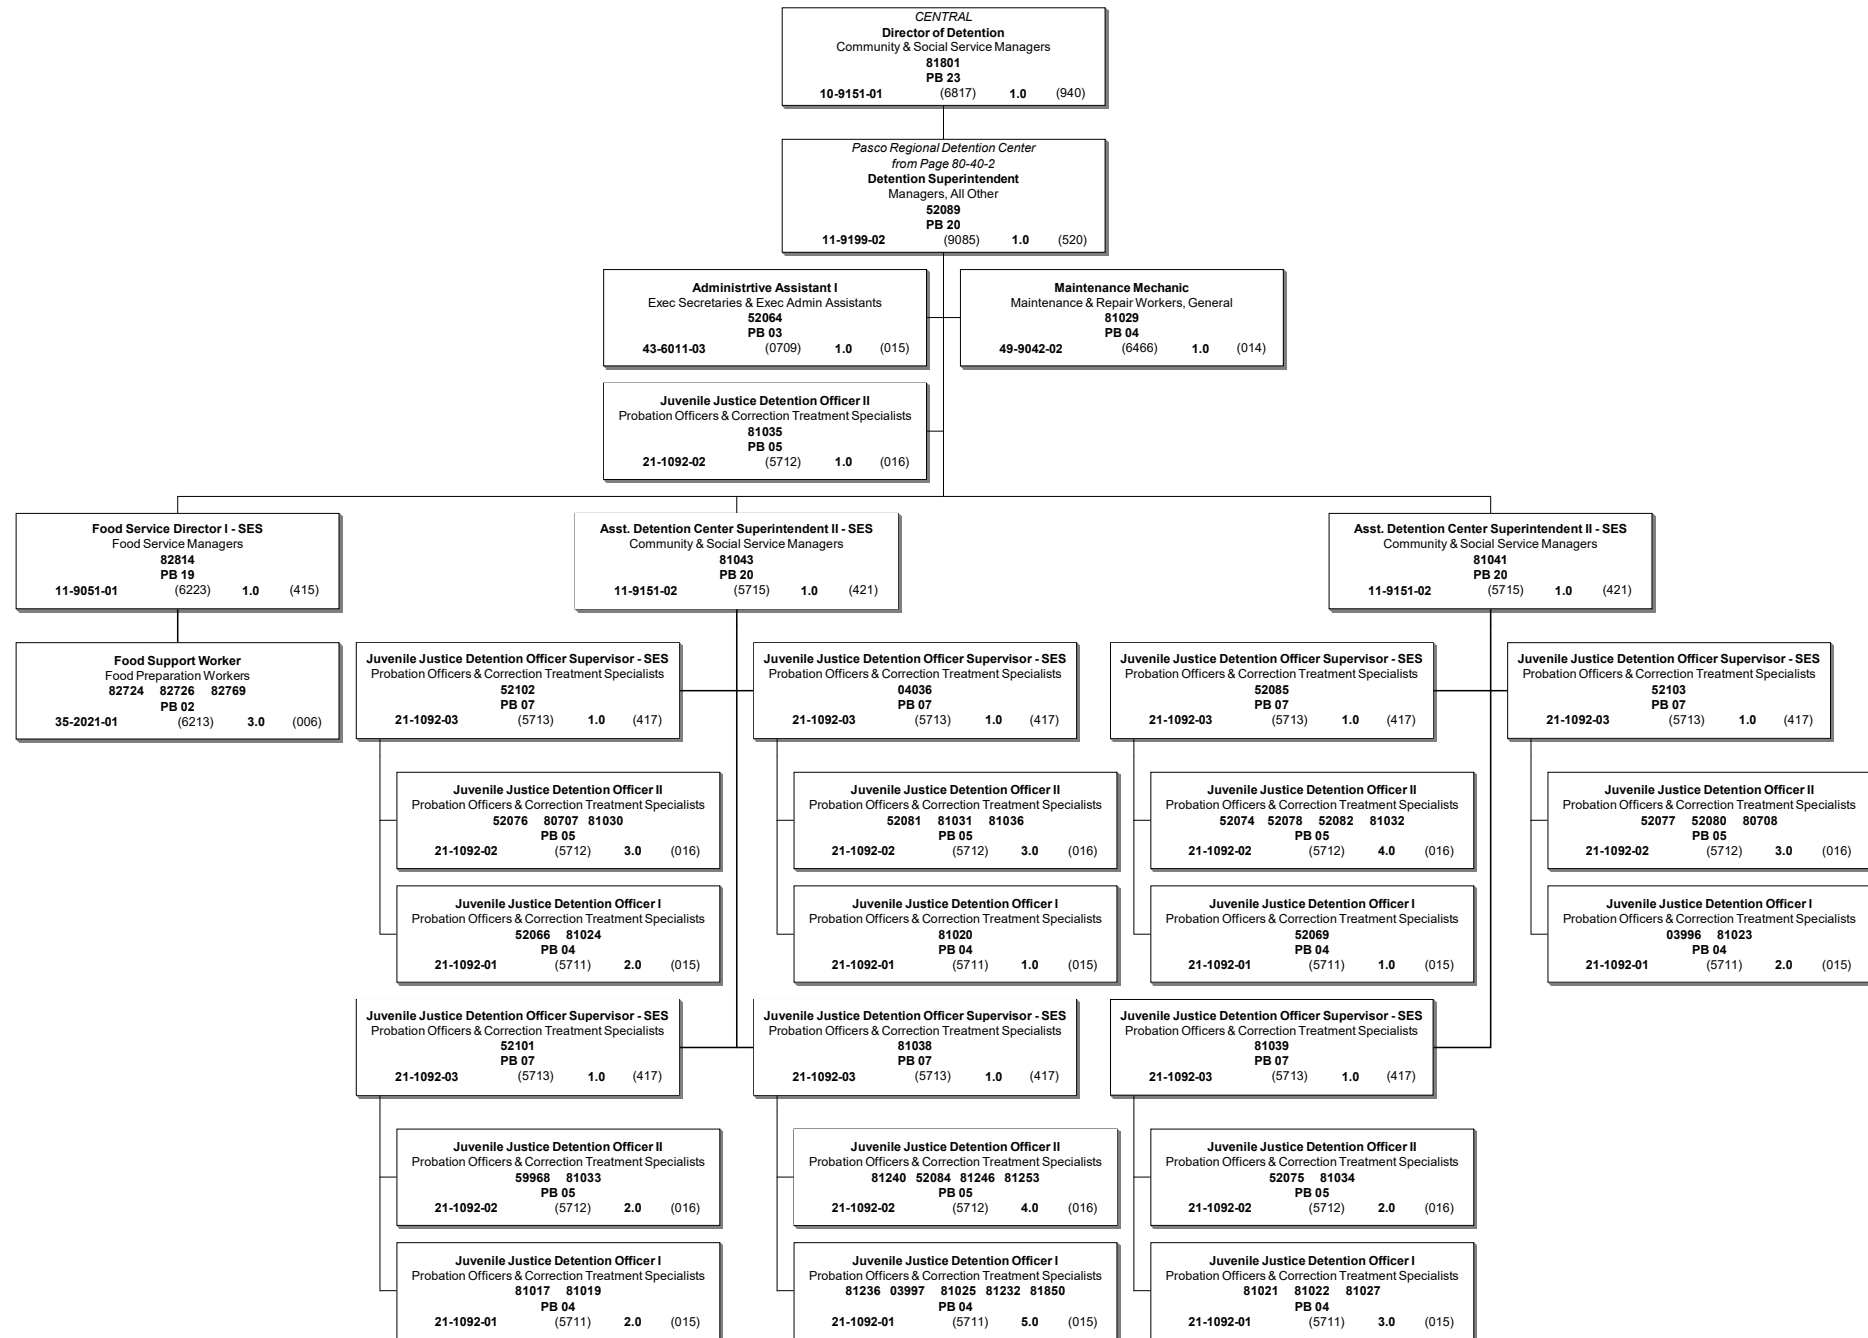 CENTRAL
Director of Detention
Community & Social Service Managers
81801
PB 23
10-9151-01 (6817) 1.0 (940)
Pasco Regional Detention Center
from Page 80-40-2
Detention Superintendent
Managers, All Other
52089
PB 20
11-9199-02 (9085) 1.0 (520)
Administrtive Assistant I
Exec Secretaries & Exec Admin Assistants
52064
PB 03
43-6011-03 (0709) 1.0 (015)
Maintenance Mechanic
Maintenance & Repair Workers, General
81029
PB 04
49-9042-02 (6466) 1.0 (014)
Juvenile Justice Detention Officer II
Probation Officers & Correction Treatment Specialists
81035
PB 05
21-1092-02 (5712) 1.0 (016)
Food Service Director I - SES
Food Service Managers
82814
PB 19
11-9051-01 (6223) 1.0 (415)
Asst. Detention Center Superintendent II - SES
Community & Social Service Managers
81043
PB 20
11-9151-02 (5715) 1.0 (421)
Asst. Detention Center Superintendent II - SES
Community & Social Service Managers
81041
PB 20
11-9151-02 (5715) 1.0 (421)
Food Support Worker
Food Preparation Workers
82724 82726 82769
PB 02
35-2021-01 (6213) 3.0 (006)
Juvenile Justice Detention Officer Supervisor - SES
Probation Officers & Correction Treatment Specialists
52102
PB 07
21-1092-03 (5713) 1.0 (417)
Juvenile Justice Detention Officer Supervisor - SES
Probation Officers & Correction Treatment Specialists
04036
PB 07
21-1092-03 (5713) 1.0 (417)
Juvenile Justice Detention Officer Supervisor - SES
Probation Officers & Correction Treatment Specialists
52085
PB 07
21-1092-03 (5713) 1.0 (417)
Juvenile Justice Detention Officer Supervisor - SES
Probation Officers & Correction Treatment Specialists
52103
PB 07
21-1092-03 (5713) 1.0 (417)
Juvenile Justice Detention Officer II
Probation Officers & Correction Treatment Specialists
52076 80707 81030
PB 05
21-1092-02 (5712) 3.0 (016)
Juvenile Justice Detention Officer II
Probation Officers & Correction Treatment Specialists
52081 81031 81036
PB 05
21-1092-02 (5712) 3.0 (016)
Juvenile Justice Detention Officer II
Probation Officers & Correction Treatment Specialists
52074 52078 52082 81032
PB 05
21-1092-02 (5712) 4.0 (016)
Juvenile Justice Detention Officer II
Probation Officers & Correction Treatment Specialists
52077 52080 80708
PB 05
21-1092-02 (5712) 3.0 (016)
Juvenile Justice Detention Officer I
Probation Officers & Correction Treatment Specialists
52066 81024
PB 04
21-1092-01 (5711) 2.0 (015)
Juvenile Justice Detention Officer I
Probation Officers & Correction Treatment Specialists
81020
PB 04
21-1092-01 (5711) 1.0 (015)
Juvenile Justice Detention Officer I
Probation Officers & Correction Treatment Specialists
52069
PB 04
21-1092-01 (5711) 1.0 (015)
Juvenile Justice Detention Officer I
Probation Officers & Correction Treatment Specialists
03996 81023
PB 04
21-1092-01 (5711) 2.0 (015)
Juvenile Justice Detention Officer Supervisor - SES
Probation Officers & Correction Treatment Specialists
52101
PB 07
21-1092-03 (5713) 1.0 (417)
Juvenile Justice Detention Officer Supervisor - SES
Probation Officers & Correction Treatment Specialists
81038
PB 07
21-1092-03 (5713) 1.0 (417)
Juvenile Justice Detention Officer Supervisor - SES
Probation Officers & Correction Treatment Specialists
81039
PB 07
21-1092-03 (5713) 1.0 (417)
Juvenile Justice Detention Officer II
Probation Officers & Correction Treatment Specialists
59968 81033
PB 05
21-1092-02 (5712) 2.0 (016)
Juvenile Justice Detention Officer II
Probation Officers & Correction Treatment Specialists
81240 52084 81246 81253
PB 05
21-1092-02 (5712) 4.0 (016)
Juvenile Justice Detention Officer II
Probation Officers & Correction Treatment Specialists
52075 81034
PB 05
21-1092-02 (5712) 2.0 (016)
Juvenile Justice Detention Officer I
Probation Officers & Correction Treatment Specialists
81017 81019
PB 04
21-1092-01 (5711) 2.0 (015)
Juvenile Justice Detention Officer I
Probation Officers & Correction Treatment Specialists
81236 03997 81025 81232 81850
PB 04
21-1092-01 (5711) 5.0 (015)
Juvenile Justice Detention Officer I
Probation Officers & Correction Treatment Specialists
81021 81022 81027
PB 04
21-1092-01 (5711) 3.0 (015)